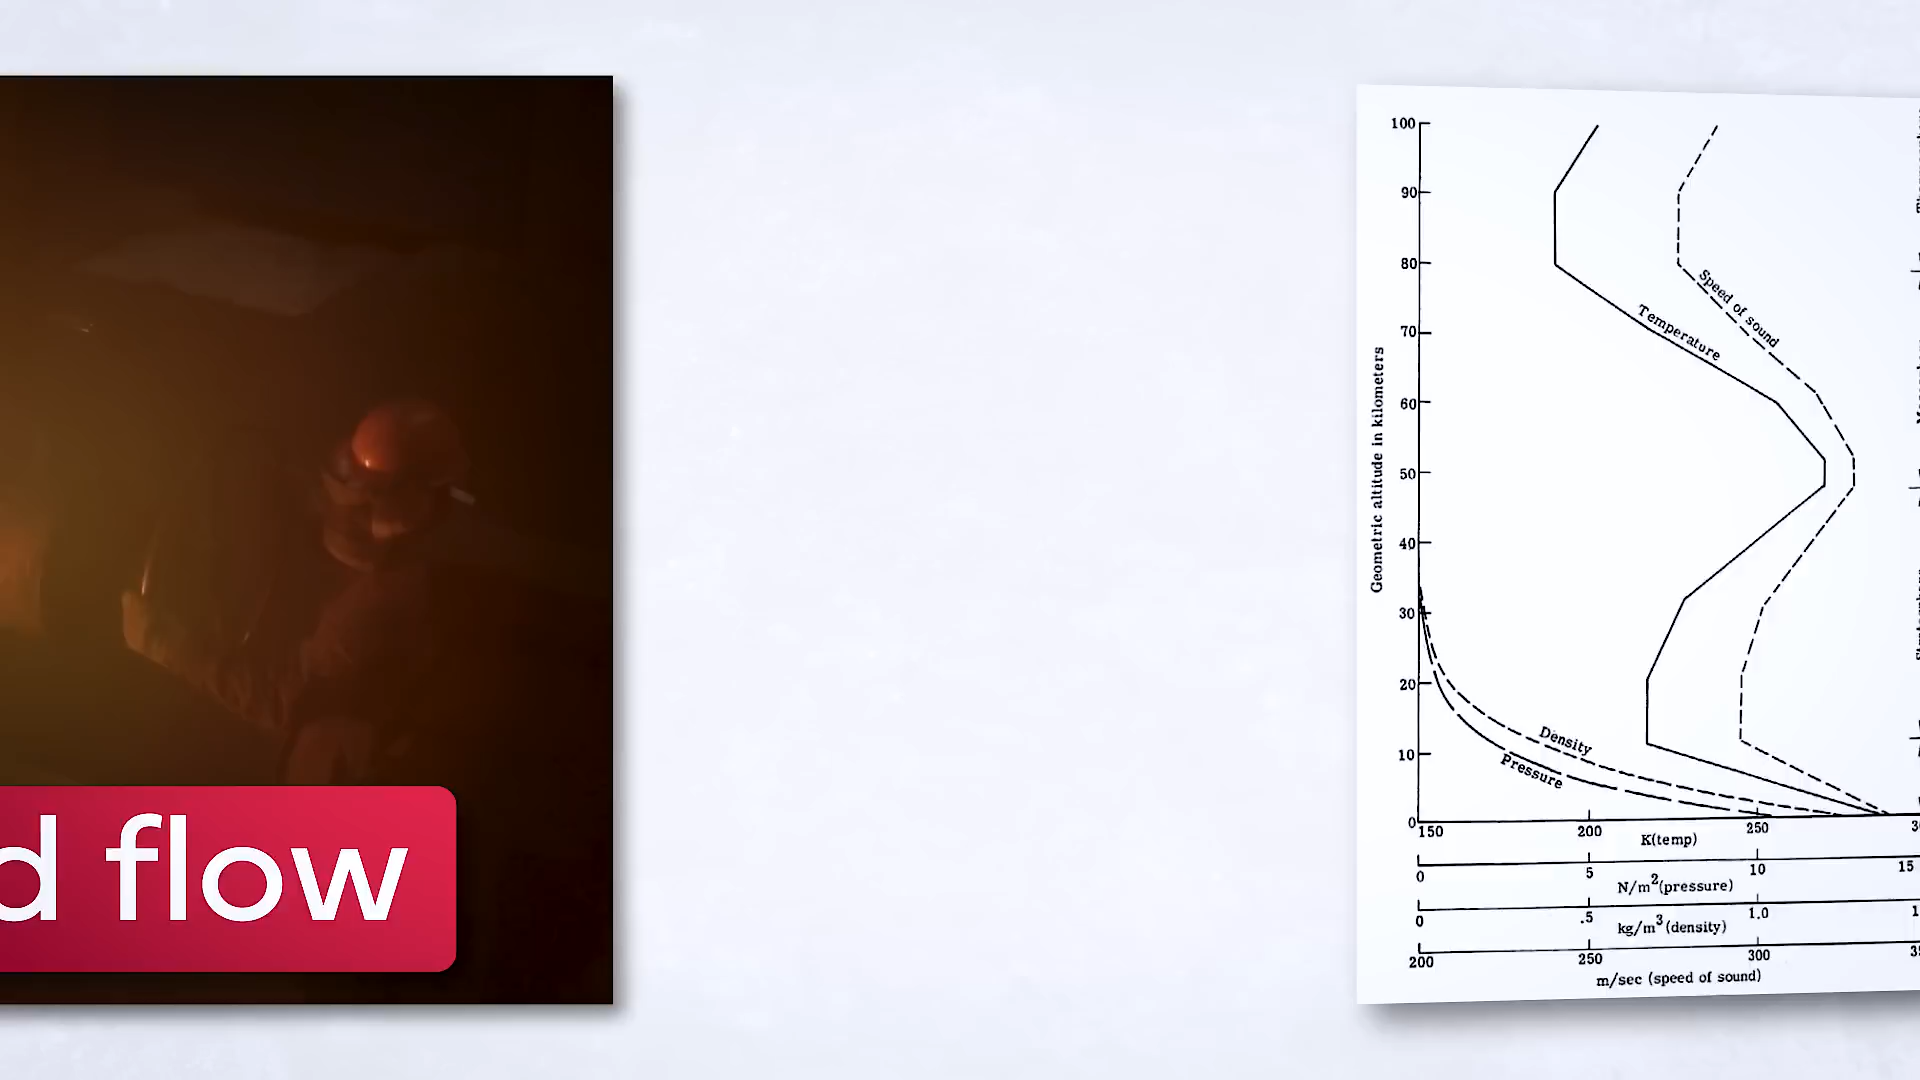 d flow
100
90
80
70
60
50
40
30
20
10
0
Geometric altitude in kilometers
Speed of sound
Temperature
Density
Pressure
150 200 250
K(temp)
0 5 10 15
N/m²(pressure)
0 .5 1.0
kg/m³(density)
200 250 300
m/sec (speed of sound)